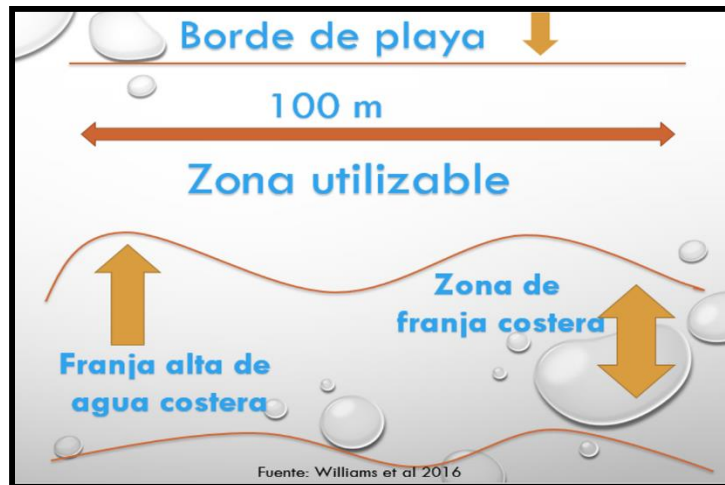 Borde de playa
100 m
Zona utilizable
Zona de
franja costera
Franja alta de
agua costera
Fuente: Williams et al 2016